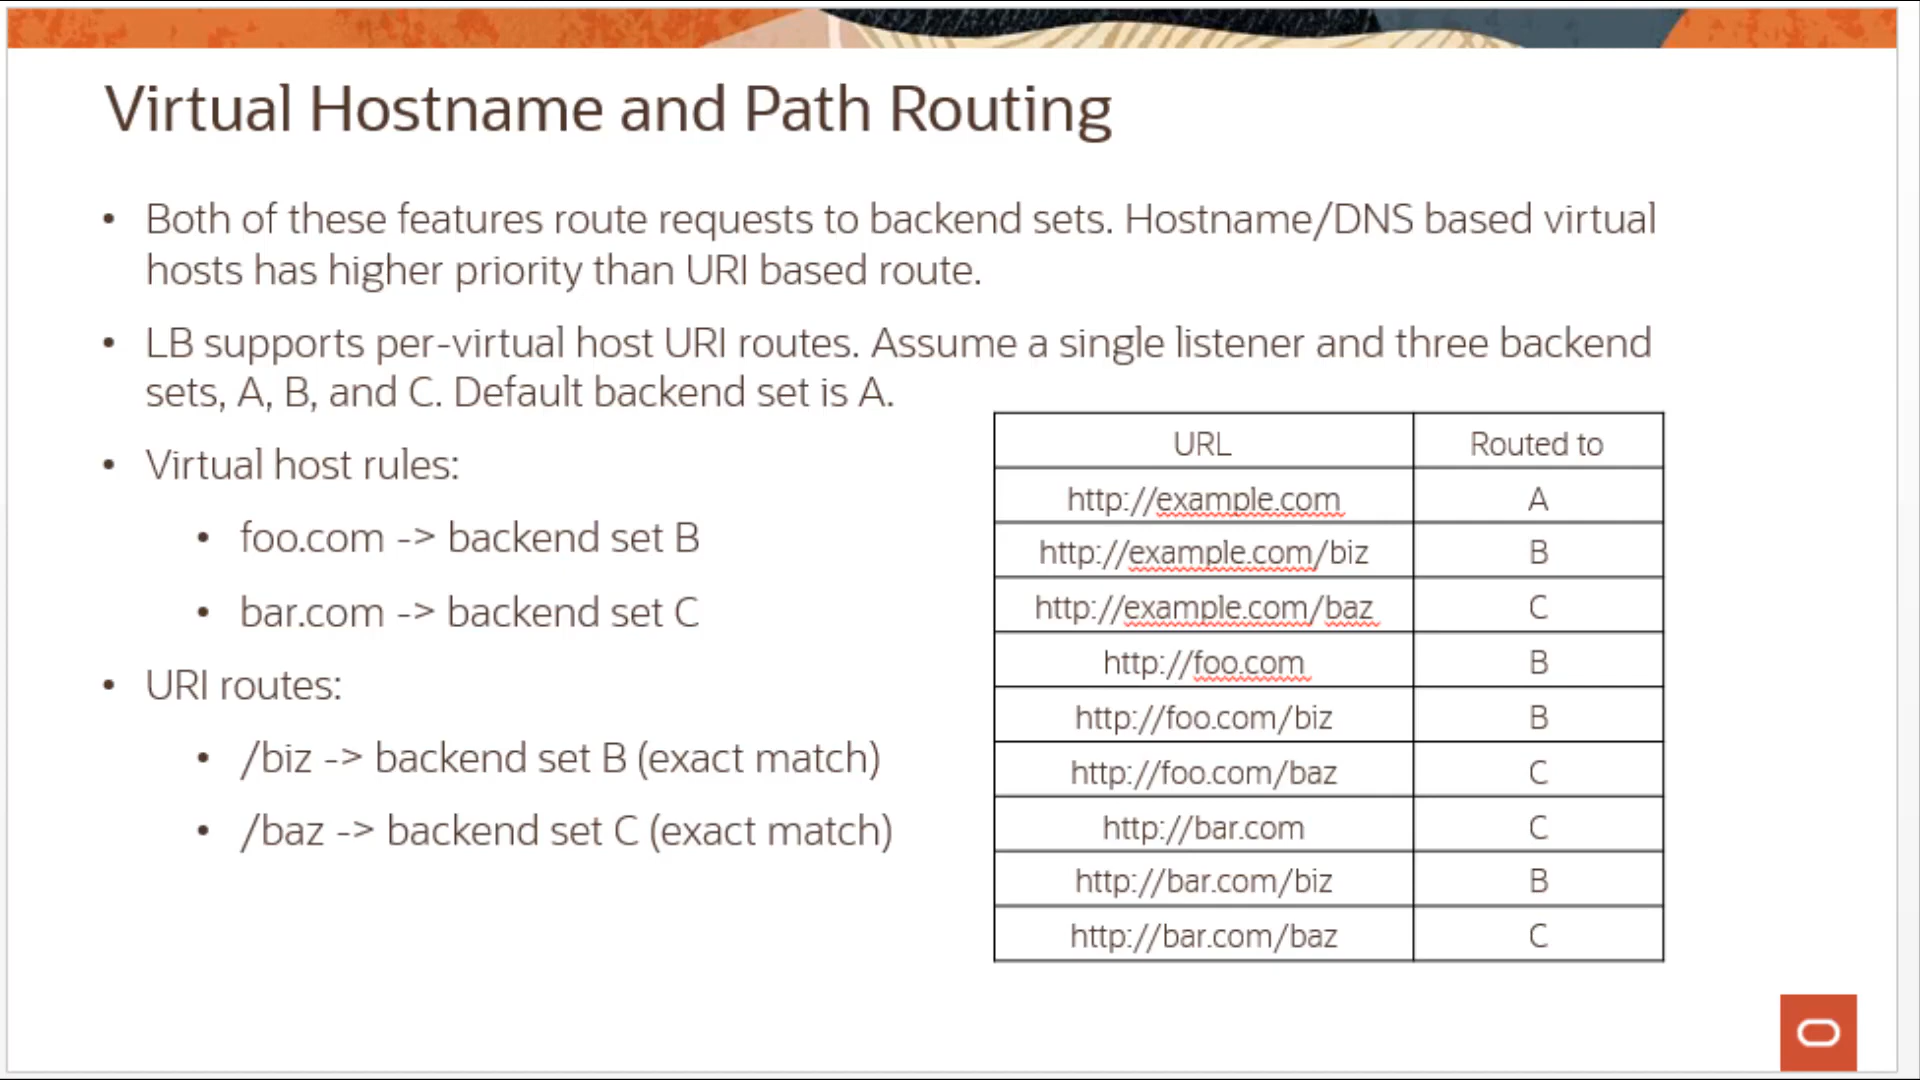 Virtual Hostname and Path Routing
• Both of these features route requests to backend sets. Hostname/DNS based virtual
hosts has higher priority than URI based route.
• LB supports per-virtual host URI routes. Assume a single listener and three backend
sets, A, B, and C. Default backend set is A.
• Virtual host rules:
• foo.com -> backend set B
• bar.com -> backend set C
• URI routes:
• /biz -> backend set B (exact match)
• /baz -> backend set C (exact match)
URL Routed to
http://example.com A
http://example.com/biz B
http://example.com/baz C
http://foo.com B
http://foo.com/biz B
http://foo.com/baz C
http://bar.com C
http://bar.com/biz B
http://bar.com/baz C